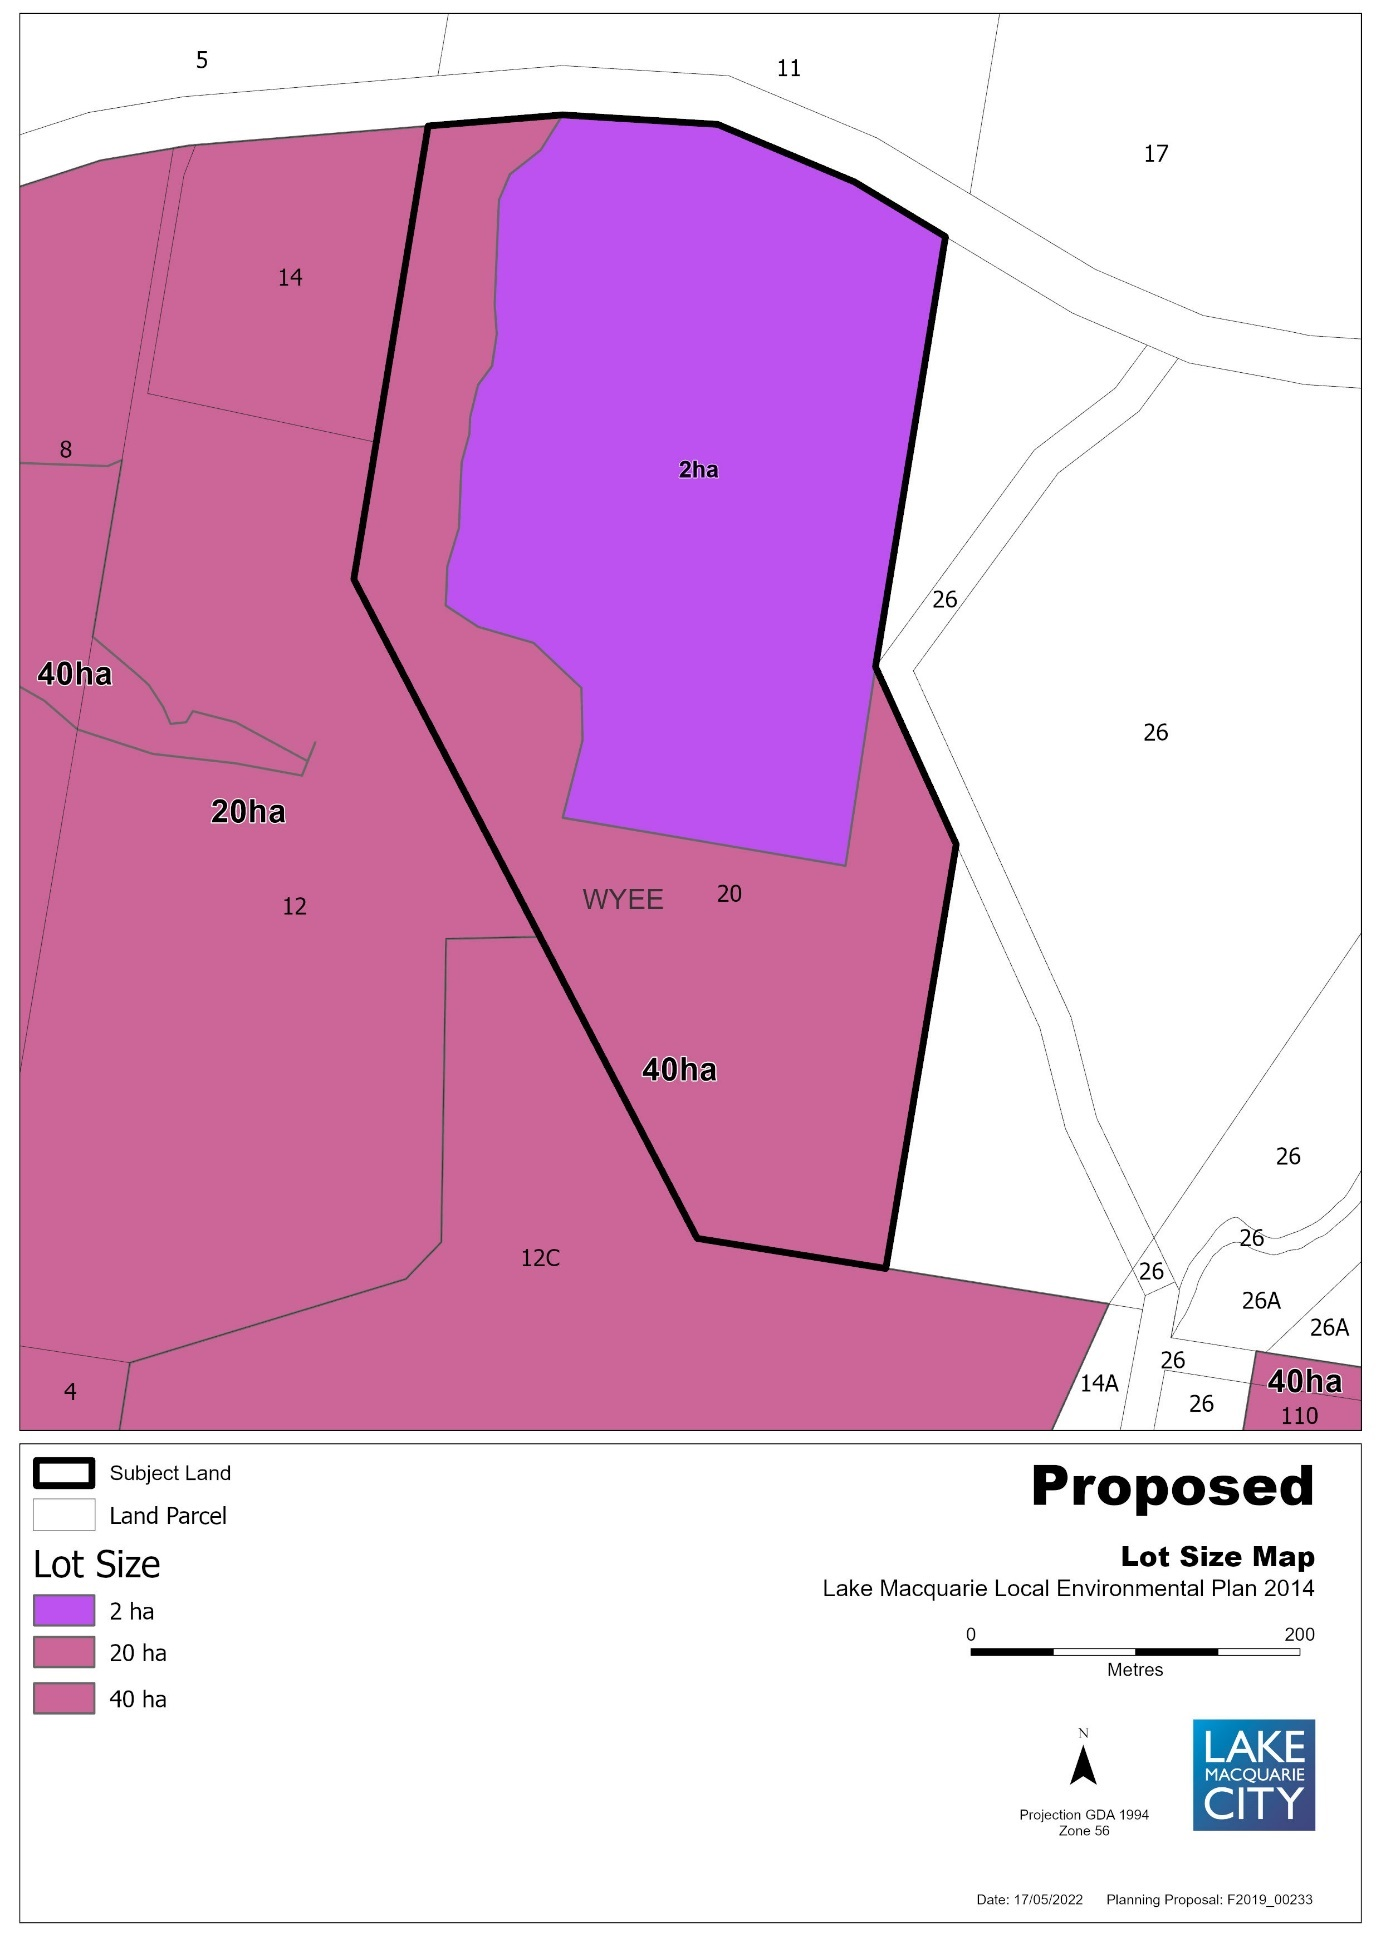 5
11
17
14
8
2ha
26
40ha
26
20ha
WYEE
20
12
40ha
26
26
12C
26
26A
26A
26
40ha
14A
4
26
110
Subject Land
Land Parcel
Lot Size
2 ha
20 ha
40 ha
Proposed
Lot Size Map
Lake Macquarie Local Environmental Plan 2014
0 200
Metres
N
Projection GDA 1994
Zone 56
LAKE
MACQUARIE
CITY
Date: 17/05/2022 Planning Proposal: F2019_00233